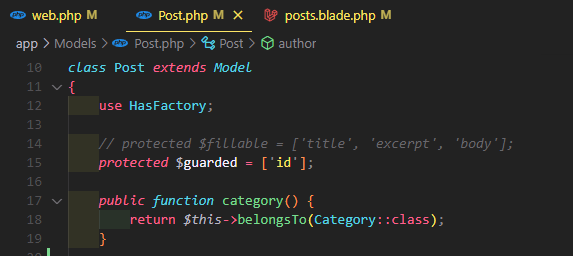 web.php M Post.php M posts.blade.php M
app > Models > Post.php > Post > author
10 class Post extends Model
11 {
12 use HasFactory;
13
14 // protected $fillable = ['title', 'excerpt', 'body'];
15 protected $guarded = ['id'];
16
17 public function category() {
18 return $this->belongsTo(Category::class);
19 }